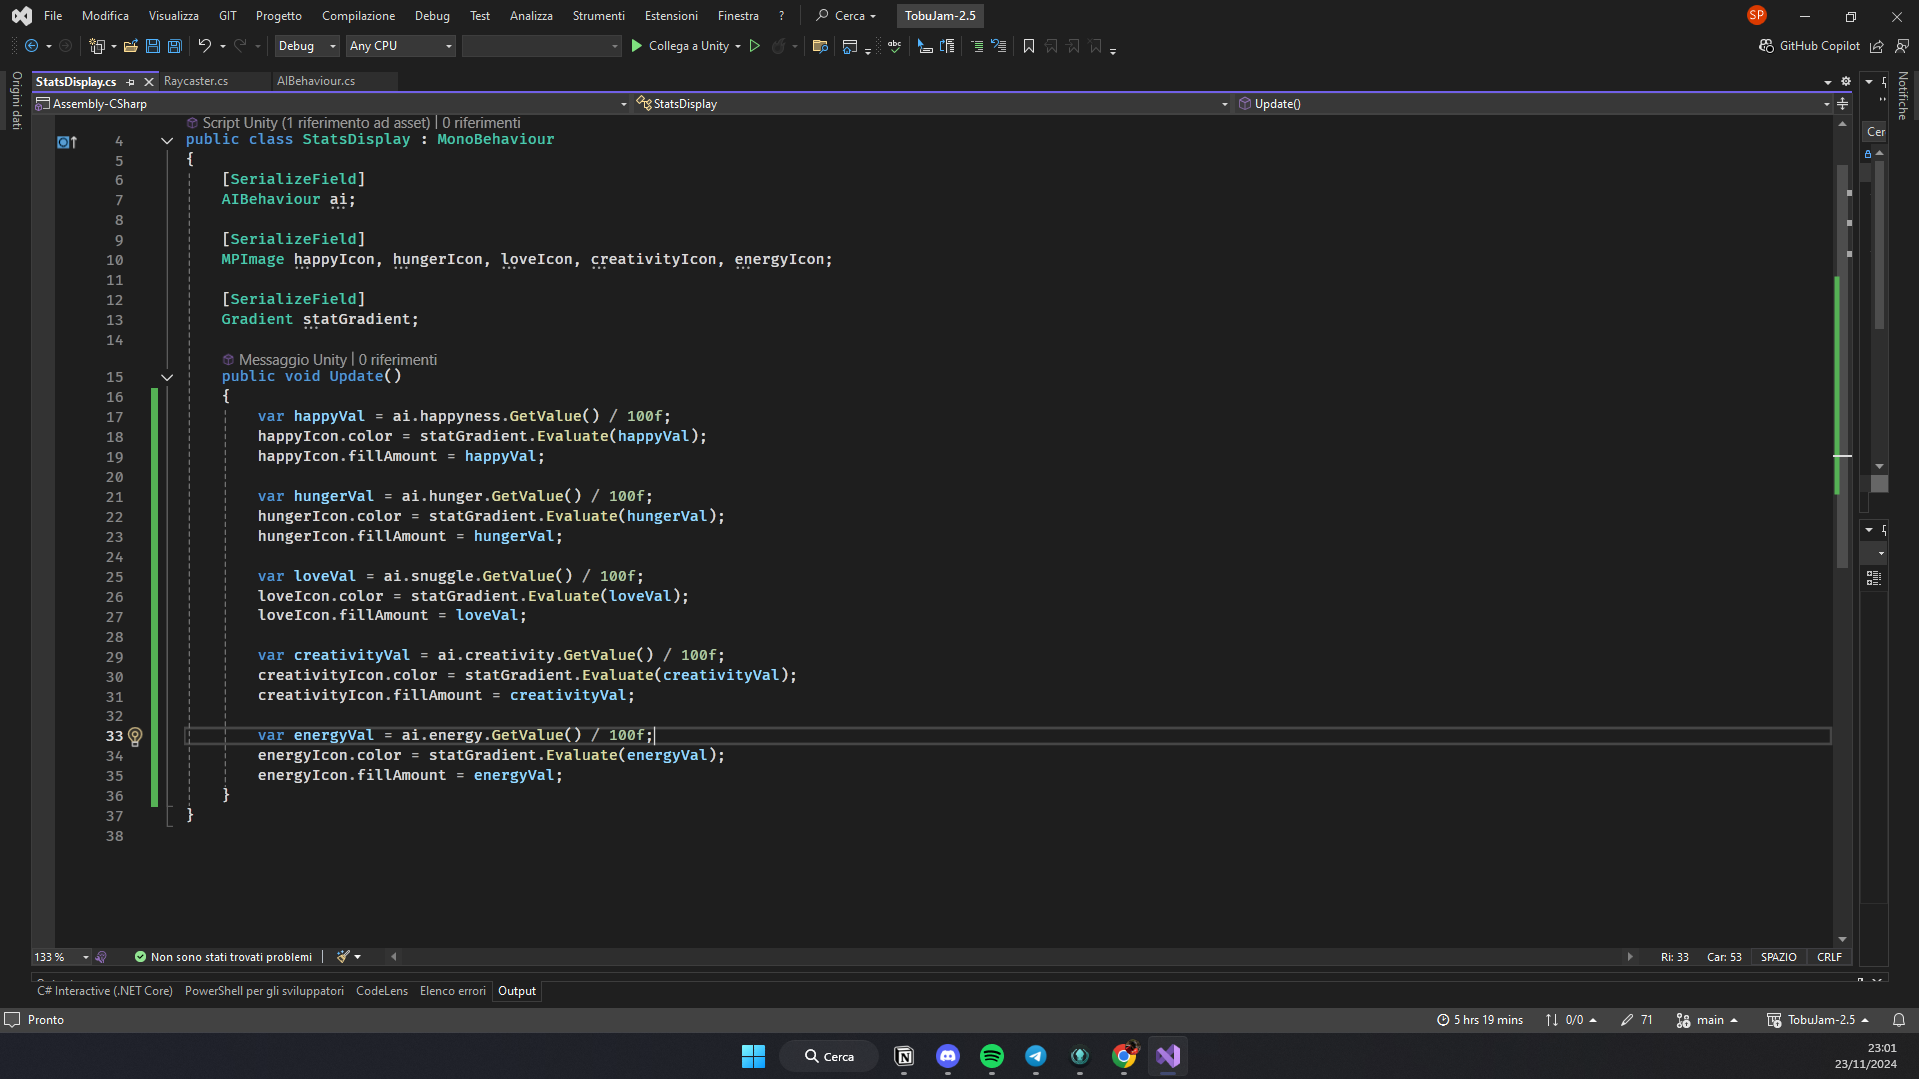 File Modifica Visualizza GIT Progetto Compilazione Debug Test Analizza Strumenti Estensioni Finestra ? Cerca TobuJam-2.5 SP
Debug Any CPU Collega a Unity abc GitHub Copilot
StatsDisplay.cs Raycaster.cs AIBehaviour.cs
Origini dati
Notifiche
Assembly-CSharp StatsDisplay Update()
Cer
Script Unity (1 riferimento ad asset) | 0 riferimenti
4 public class StatsDisplay : MonoBehaviour
5 {
6 [SerializeField]
7 AIBehaviour ai;
8
9 [SerializeField]
10 MPImage happyIcon, hungerIcon, loveIcon, creativityIcon, energyIcon;
11
12 [SerializeField]
13 Gradient statGradient;
14
Messaggio Unity | 0 riferimenti
15 public void Update()
16 {
17 var happyVal = ai.happyness.GetValue() / 100f;
18 happyIcon.color = statGradient.Evaluate(happyVal);
19 happyIcon.fillAmount = happyVal;
20
21 var hungerVal = ai.hunger.GetValue() / 100f;
22 hungerIcon.color = statGradient.Evaluate(hungerVal);
23 hungerIcon.fillAmount = hungerVal;
24
25 var loveVal = ai.snuggle.GetValue() / 100f;
26 loveIcon.color = statGradient.Evaluate(loveVal);
27 loveIcon.fillAmount = loveVal;
28
29 var creativityVal = ai.creativity.GetValue() / 100f;
30 creativityIcon.color = statGradient.Evaluate(creativityVal);
31 creativityIcon.fillAmount = creativityVal;
32
33 var energyVal = ai.energy.GetValue() / 100f;
34 energyIcon.color = statGradient.Evaluate(energyVal);
35 energyIcon.fillAmount = energyVal;
36 }
37 }
38
133 % Non sono stati trovati problemi Ri: 33 Car: 53 SPAZIO CRLF
C# Interactive (.NET Core) PowerShell per gli sviluppatori CodeLens Elenco errori Output
Pronto 5 hrs 19 mins 0/0 71 main TobuJam-2.5
Cerca
23:01
23/11/2024